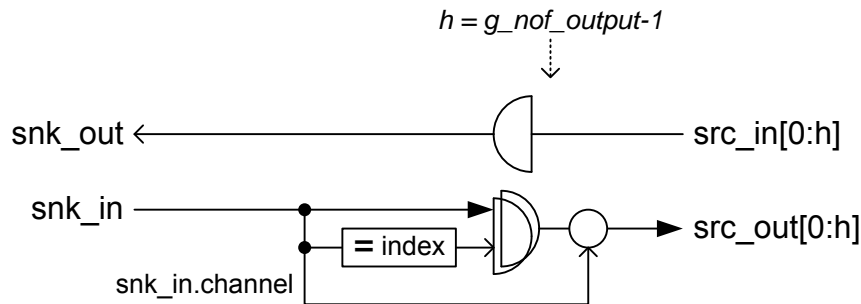 h = g_nof_output-1
snk_out
src_in[0:h]
snk_in
src_out[0:h]
= index
snk_in.channel